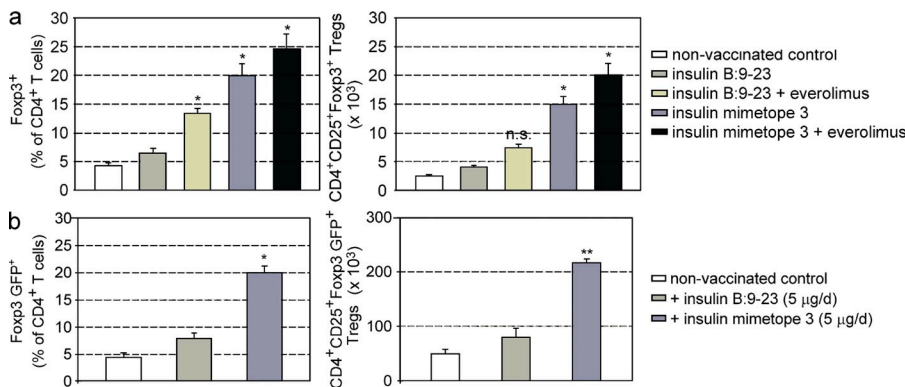 a
Foxp3+
(% of CD4+ T cells)
30
25
20
15
10
5
0
*
*
*
CD4+CD25+Foxp3+ Tregs
(x 103)
30
25
20
15
10
5
0
n.s.
*
*
non-vaccinated control
insulin B:9-23
insulin B:9-23 + everolimus
insulin mimetope 3
insulin mimetope 3 + everolimus
b
Foxp3 GFP+
(% of CD4+ T cells)
30
25
20
15
10
5
0
*
CD4+CD25+Foxp3 GFP+
Tregs (x 103)
300
200
100
0
**
non-vaccinated control
+ insulin B:9-23 (5 µg/d)
+ insulin mimetope 3 (5 µg/d)